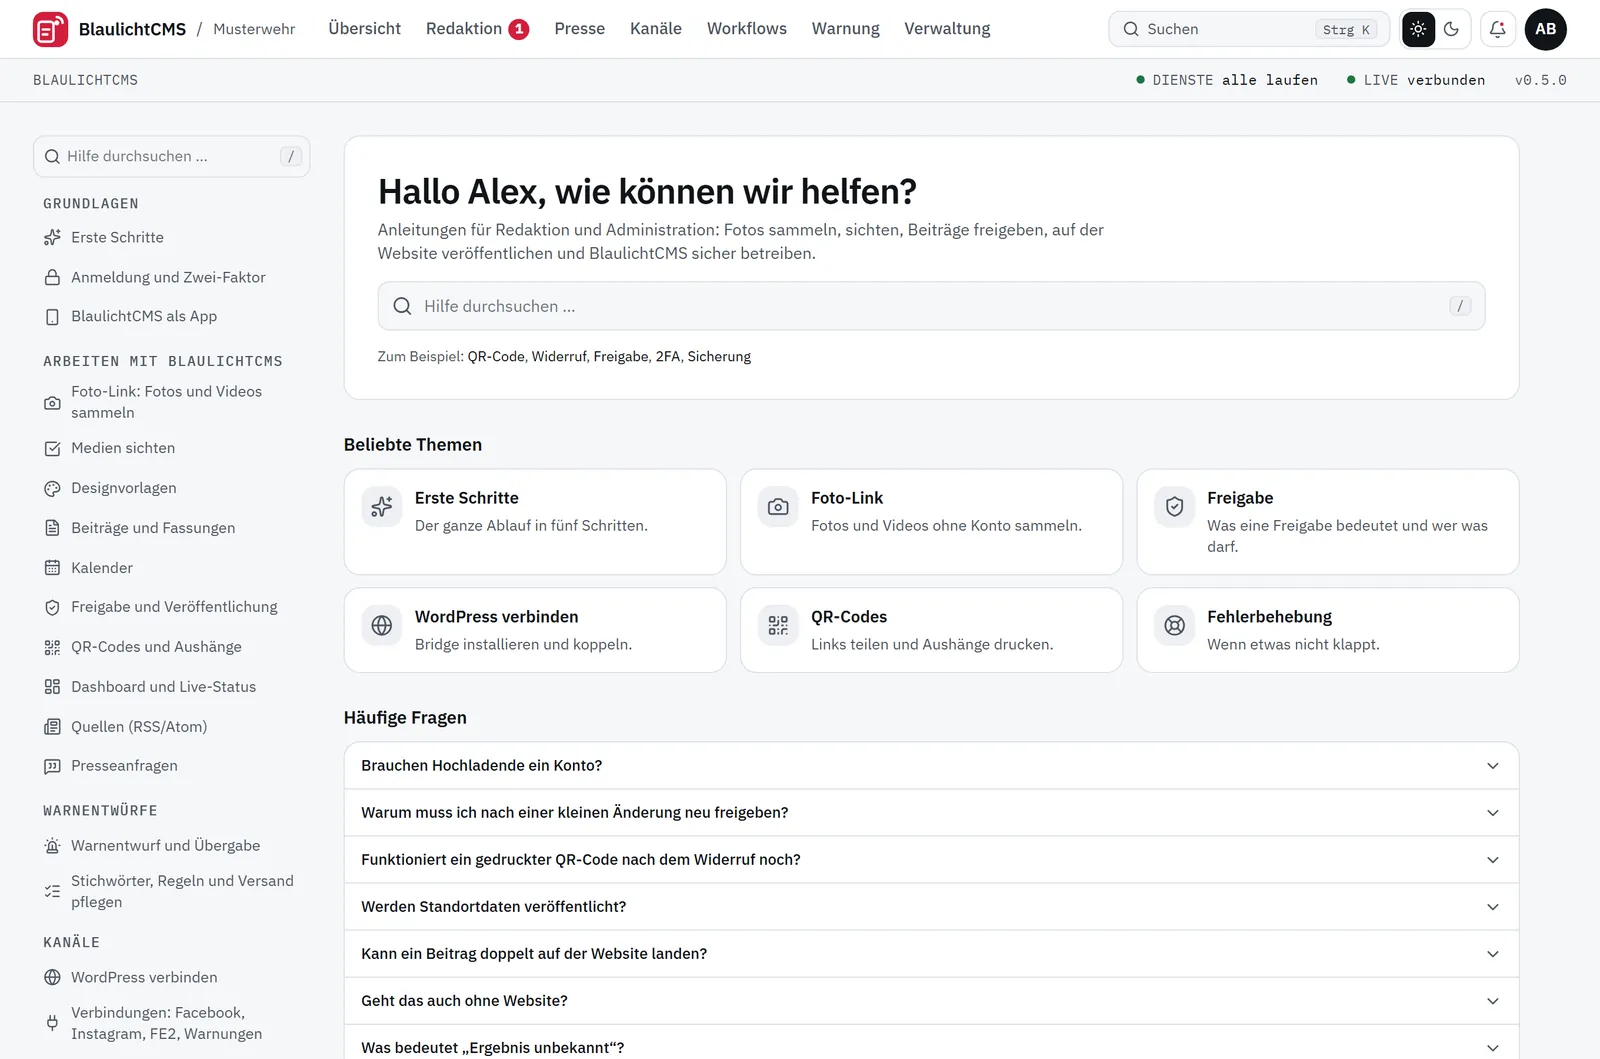 BlaulichtCMS / Musterwehr Übersicht Redaktion 1 Presse Kanäle Workflows Warnung Verwaltung Suchen Strg K AB
BLAULICHTCMS DIENSTE alle laufen LIVE verbunden v0.5.0
Hilfe durchsuchen ... /
GRUNDLAGEN
Erste Schritte
Anmeldung und Zwei-Faktor
BlaulichtCMS als App
ARBEITEN MIT BLAULICHTCMS
Foto-Link: Fotos und Videos
sammeln
Medien sichten
Designvorlagen
Beiträge und Fassungen
Kalender
Freigabe und Veröffentlichung
QR-Codes und Aushänge
Dashboard und Live-Status
Quellen (RSS/Atom)
Presseanfragen
WARNENTWÜRFE
Warnentwurf und Übergabe
Stichwörter, Regeln und Versand
pflegen
KANÄLE
WordPress verbinden
Verbindungen: Facebook,
Instagram, FE2, Warnungen
Hallo Alex, wie können wir helfen?
Anleitungen für Redaktion und Administration: Fotos sammeln, sichten, Beiträge freigeben, auf der
Website veröffentlichen und BlaulichtCMS sicher betreiben.
Hilfe durchsuchen ... /
Zum Beispiel: QR-Code, Widerruf, Freigabe, 2FA, Sicherung
Beliebte Themen
Erste Schritte
Der ganze Ablauf in fünf Schritten.
Foto-Link
Fotos und Videos ohne Konto sammeln.
Freigabe
Was eine Freigabe bedeutet und wer was
darf.
WordPress verbinden
Bridge installieren und koppeln.
QR-Codes
Links teilen und Aushänge drucken.
Fehlerbehebung
Wenn etwas nicht klappt.
Häufige Fragen
Brauchen Hochladende ein Konto?
Warum muss ich nach einer kleinen Änderung neu freigeben?
Funktioniert ein gedruckter QR-Code nach dem Widerruf noch?
Werden Standortdaten veröffentlicht?
Kann ein Beitrag doppelt auf der Website landen?
Geht das auch ohne Website?
Was bedeutet „Ergebnis unbekannt“?